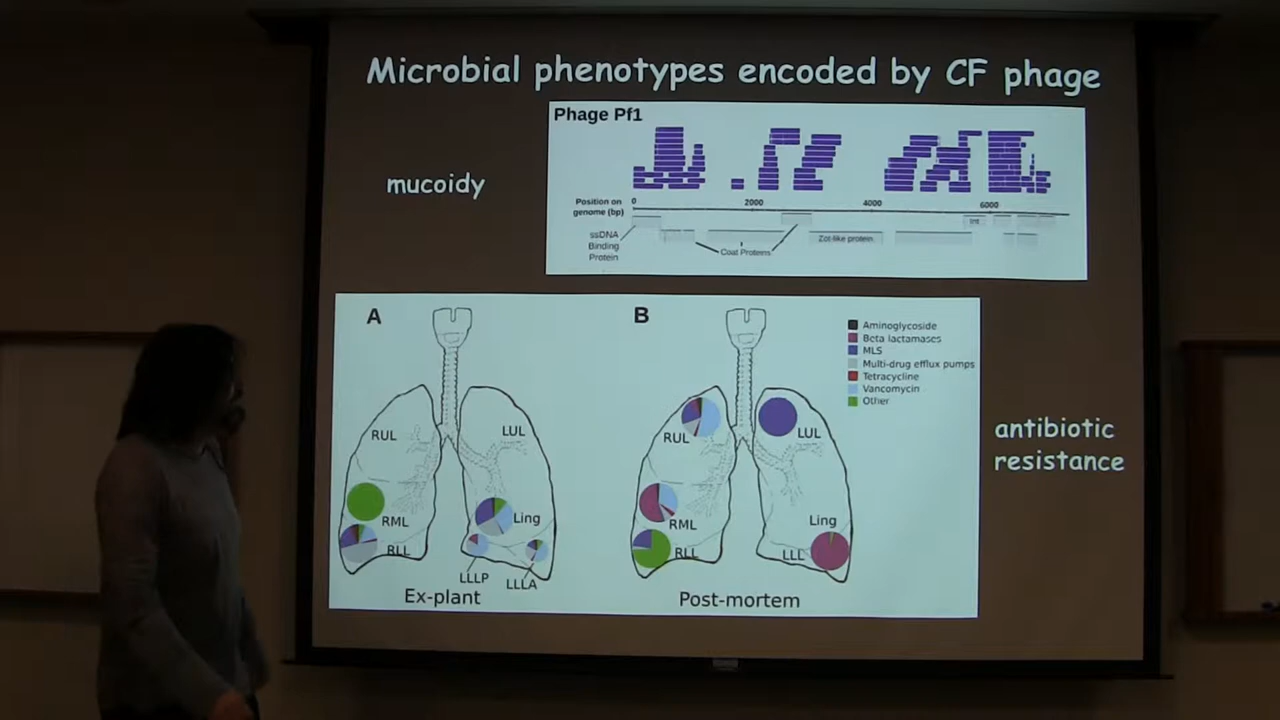 Microbial phenotypes encoded by CF phage
Phage Pf1
mucoidy
Position on
genome (bp)
0
2000
4000
6000
ssDNA
Binding
Protein
Coat Proteins
Zot-like protein
Int
A
RUL
LUL
RML
Ling
RLL
LLLP
LLLA
Ex-plant
B
RUL
LUL
RML
Ling
RLL
LLL
Post-mortem
Aminoglycoside
Beta lactamases
MLS
Multi-drug efflux pumps
Tetracycline
Vancomycin
Other
antibiotic
resistance